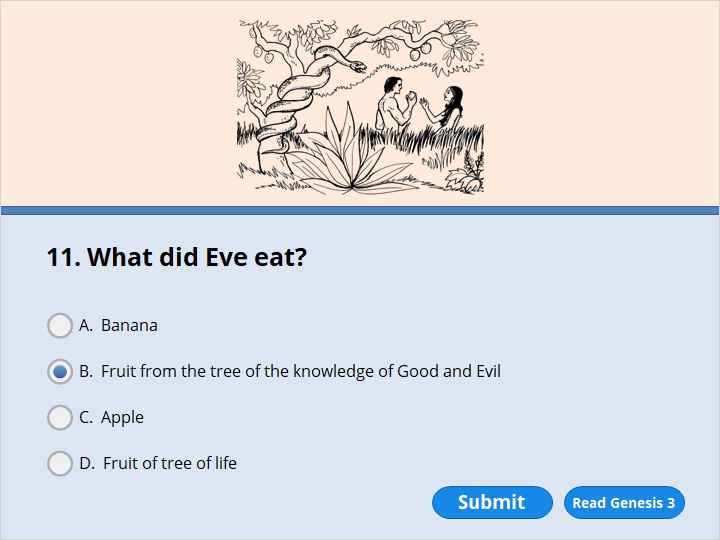 11. What did Eve eat?
A. Banana
B. Fruit from the tree of the knowledge of Good and Evil
C. Apple
D. Fruit of tree of life
Submit
Read Genesis 3